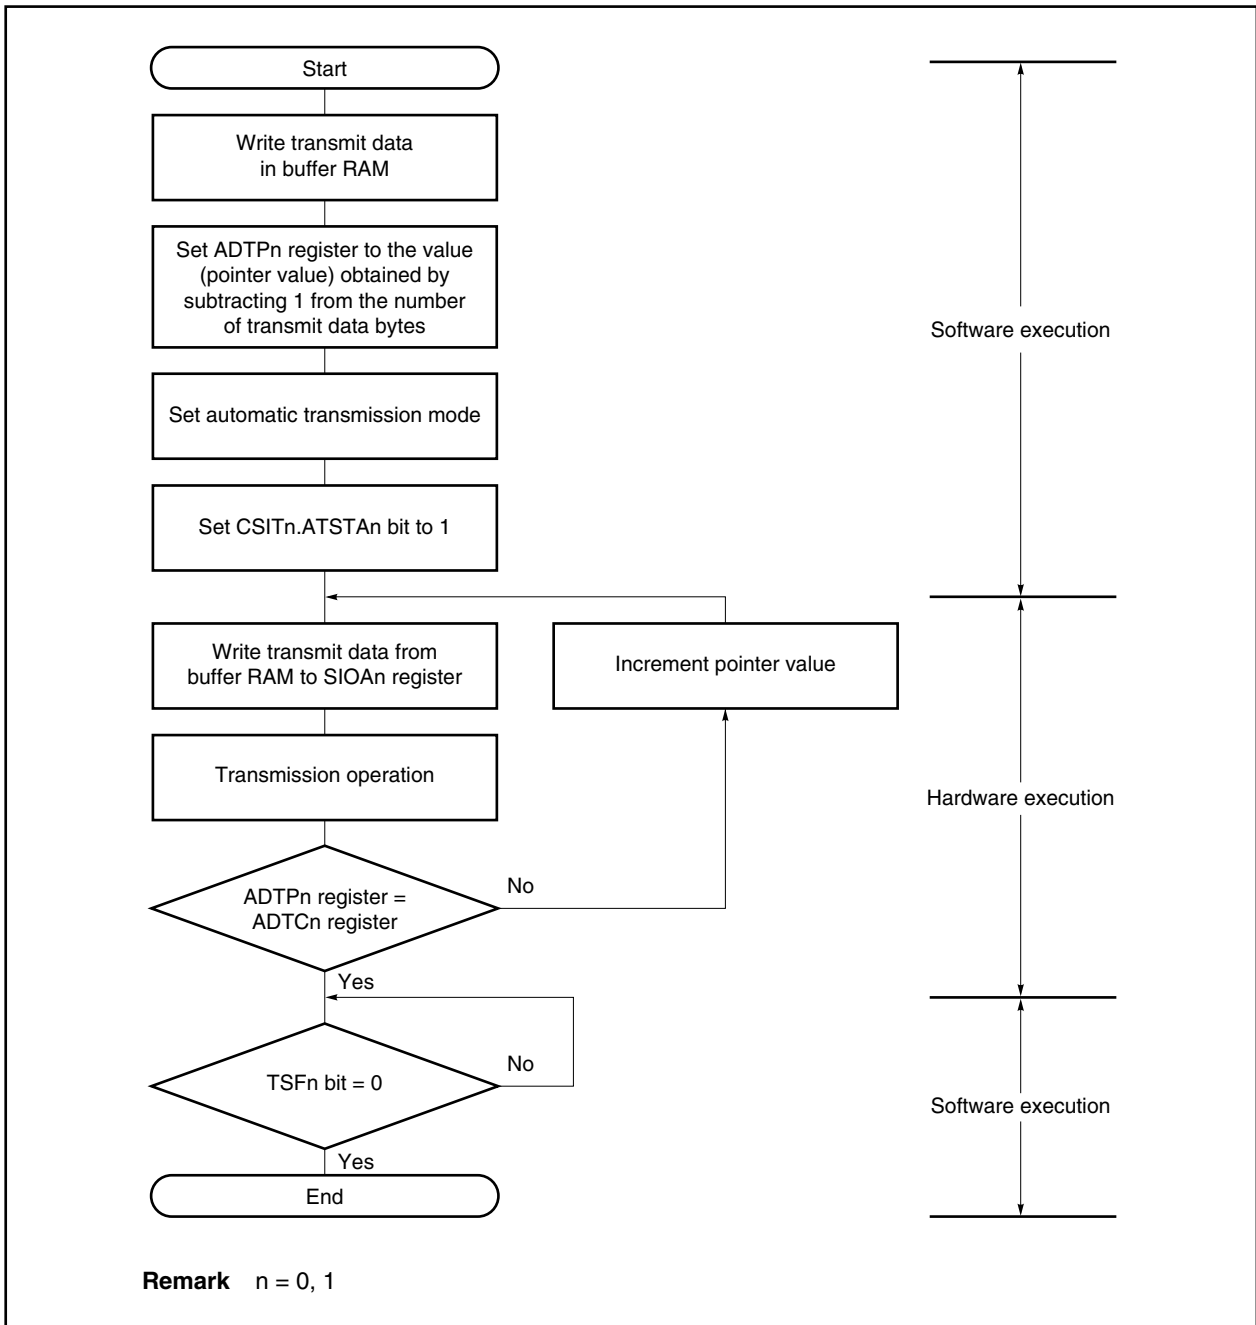 Start
Write transmit data
in buffer RAM
Set ADTPn register to the value
(pointer value) obtained by
subtracting 1 from the number
of transmit data bytes
Software execution
Set automatic transmission mode
Set CSITn.ATSTAn bit to 1
Write transmit data from
buffer RAM to SIOAn register
Increment pointer value
Transmission operation
Hardware execution
ADTPn register =
ADTCn register
No
Yes
TSFn bit = 0
No
Software execution
Yes
End
Remark n = 0, 1